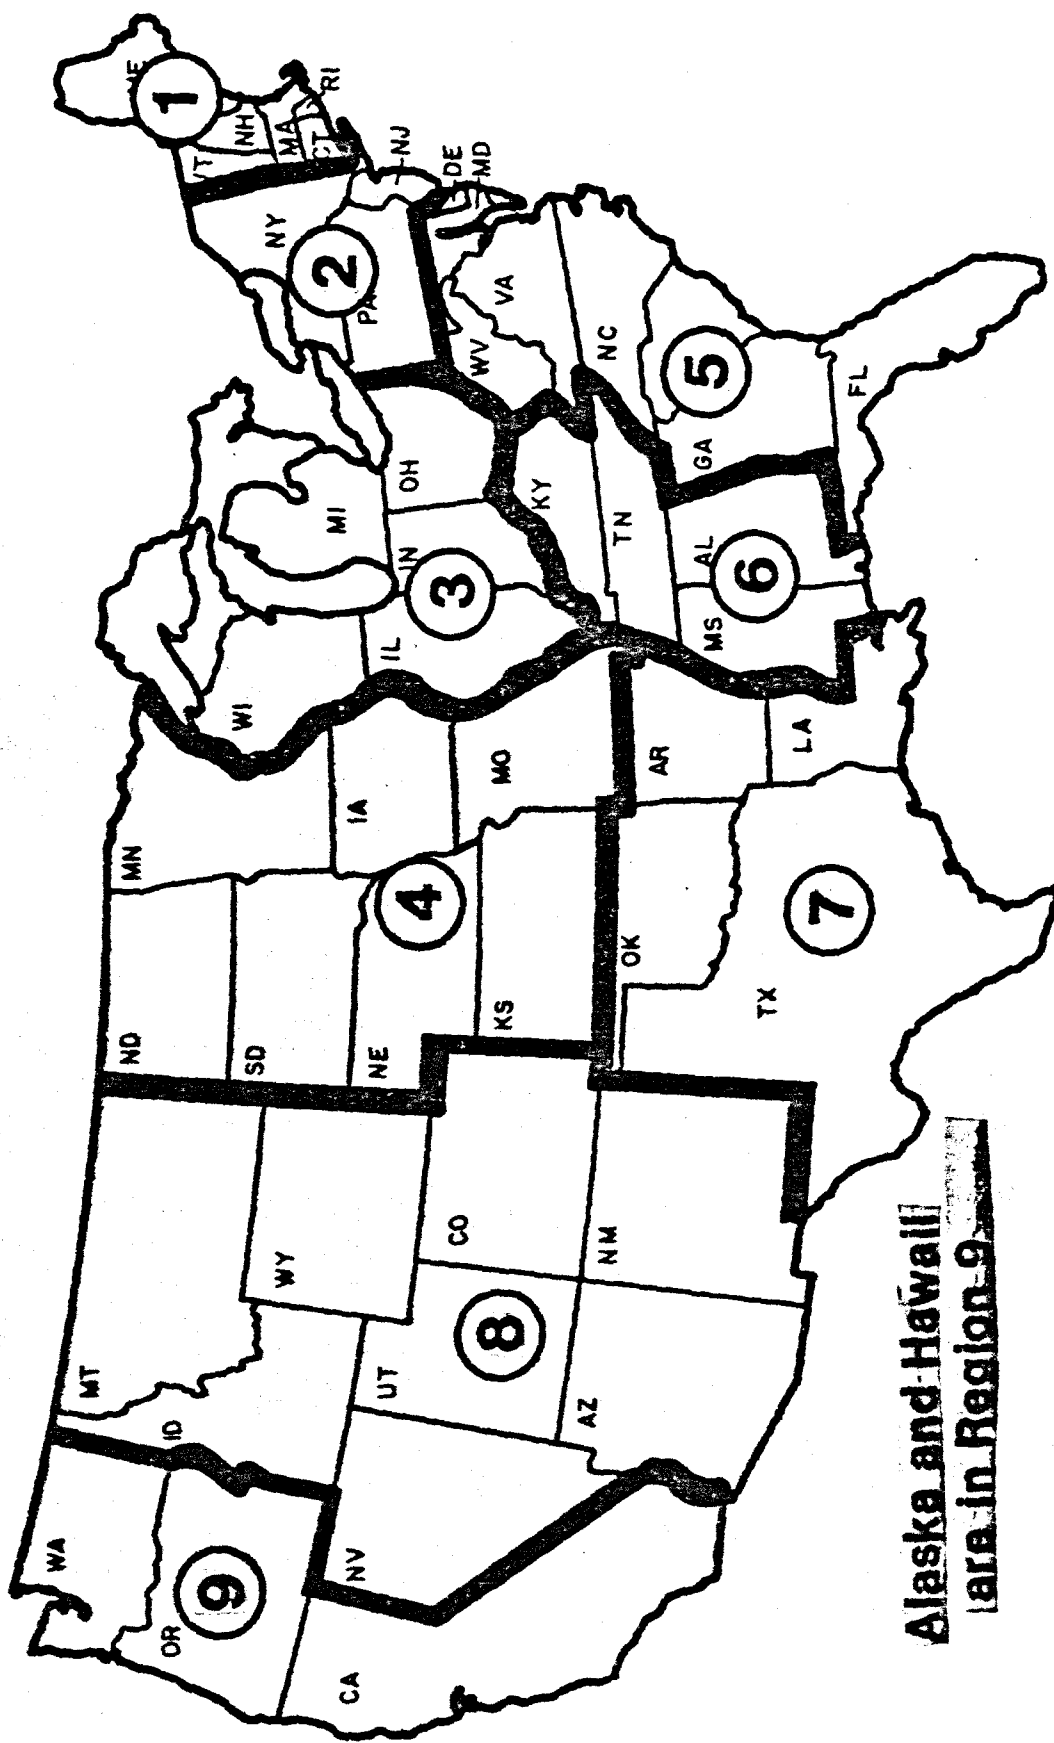 WA
MT
ND
MN
ME
1
OR
9
ID
WY
SD
WI
MI
NY
VT
NH
MA
CT
RI
2
PA
NJ
CA
NV
UT
CO
NE
4
IA
IL
IN
3
OH
WV
DE
MD
VA
8
KS
MO
KY
AZ
NM
OK
AR
TN
NC
TX
7
LA
MS
AL
6
GA
5
FL
Alaska and Hawaii
are in Region 9